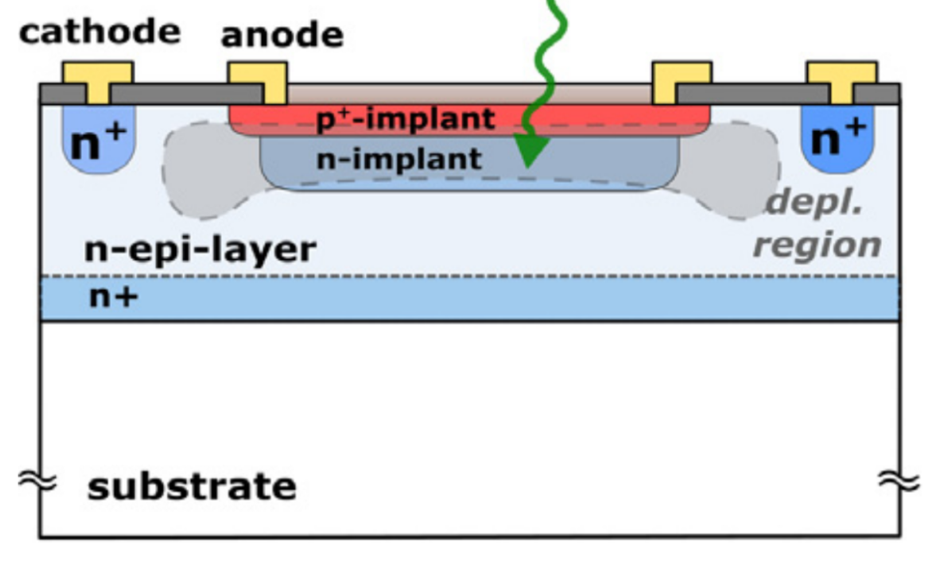 cathode
anode
p⁺-implant
n⁺
n⁺
n-implant
depl.
region
n-epi-layer
n+
substrate